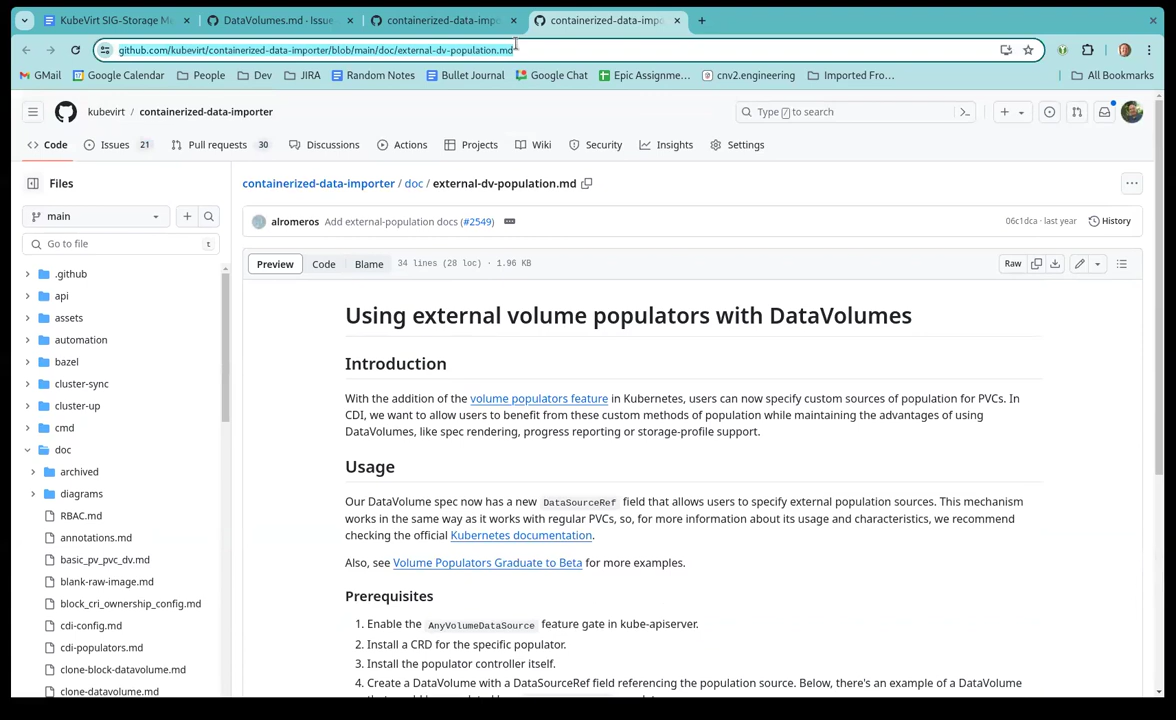 KubeVirt SIG-Storage M
DataVolumes.md - Issue
containerized-data-impo
containerized-data-impo
github.com/kubevirt/containerized-data-importer/blob/main/doc/external-dv-population.md
GMail
Google Calendar
People
Dev
JIRA
Random Notes
Bullet Journal
Google Chat
Epic Assignme...
cnv2.engineering
Imported Fro...
All Bookmarks
kubevirt / containerized-data-importer
Type / to search
Code
Issues 21
Pull requests 30
Discussions
Actions
Projects
Wiki
Security
Insights
Settings
Files
containerized-data-importer / doc / external-dv-population.md
main
alromeros Add external-population docs (#2549)
06c1dca · last year
History
Go to file
t
Preview
Code
Blame
34 lines (28 loc) · 1.96 KB
Raw
.github
api
assets
automation
bazel
cluster-sync
cluster-up
cmd
doc
archived
diagrams
RBAC.md
annotations.md
basic_pv_pvc_dv.md
blank-raw-image.md
block_cri_ownership_config.md
cdi-config.md
cdi-populators.md
clone-block-datavolume.md
clone-datavolume.md
Using external volume populators with DataVolumes
Introduction
With the addition of the volume populators feature in Kubernetes, users can now specify custom sources of population for PVCs. In
CDI, we want to allow users to benefit from these custom methods of population while maintaining the advantages of using
DataVolumes, like spec rendering, progress reporting or storage-profile support.
Usage
Our DataVolume spec now has a new DataSourceRef field that allows users to specify external population sources. This mechanism
works in the same way as it works with regular PVCs, so, for more information about its usage and characteristics, we recommend
checking the official Kubernetes documentation.
Also, see Volume Populators Graduate to Beta for more examples.
Prerequisites
1. Enable the AnyVolumeDataSource feature gate in kube-apiserver.
2. Install a CRD for the specific populator.
3. Install the populator controller itself.
4. Create a DataVolume with a DataSourceRef field referencing the population source. Below, there's an example of a DataVolume